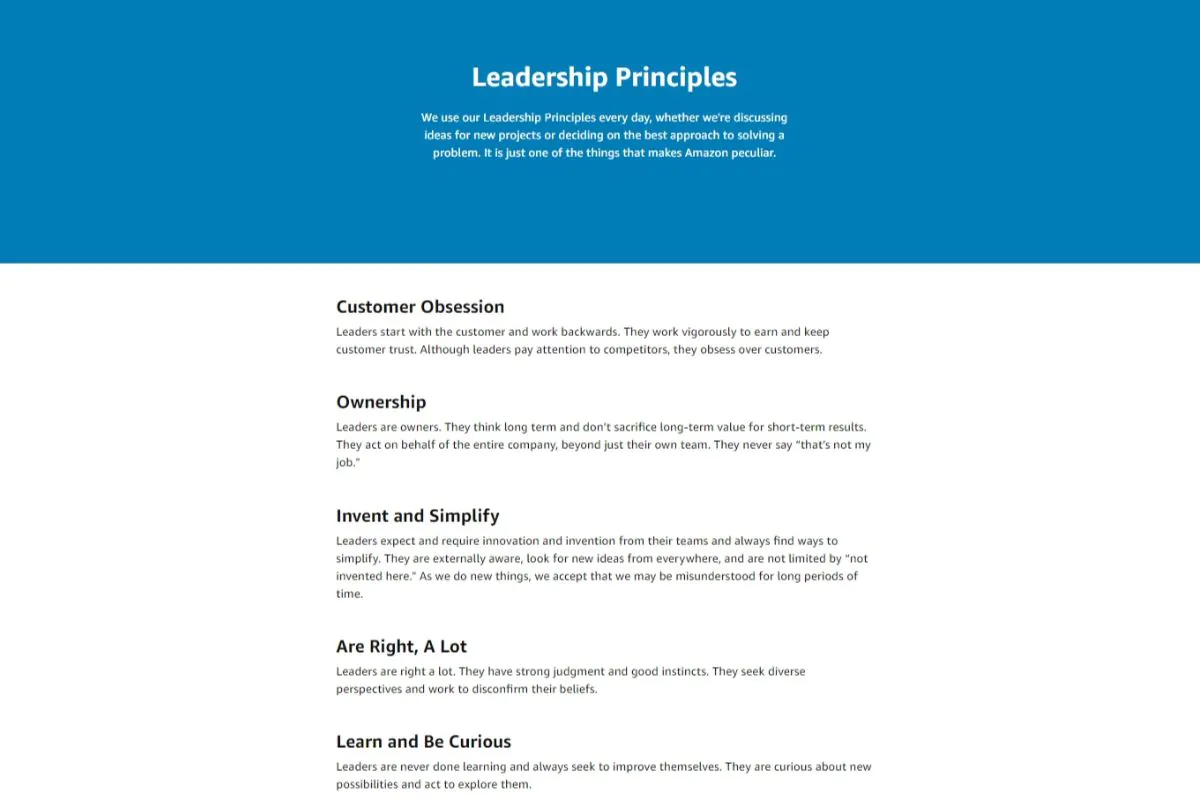 Leadership Principles
We use our Leadership Principles every day, whether we're discussing
ideas for new projects or deciding on the best approach to solving a
problem. It is just one of the things that makes Amazon peculiar.
Customer Obsession
Leaders start with the customer and work backwards. They work vigorously to earn and keep
customer trust. Although leaders pay attention to competitors, they obsess over customers.
Ownership
Leaders are owners. They think long term and don't sacrifice long-term value for short-term results.
They act on behalf of the entire company, beyond just their own team. They never say “that's not my
job.”
Invent and Simplify
Leaders expect and require innovation and invention from their teams and always find ways to
simplify. They are externally aware, look for new ideas from everywhere, and are not limited by “not
invented here.” As we do new things, we accept that we may be misunderstood for long periods of
time.
Are Right, A Lot
Leaders are right a lot. They have strong judgment and good instincts. They seek diverse
perspectives and work to disconfirm their beliefs.
Learn and Be Curious
Leaders are never done learning and always seek to improve themselves. They are curious about new
possibilities and act to explore them.